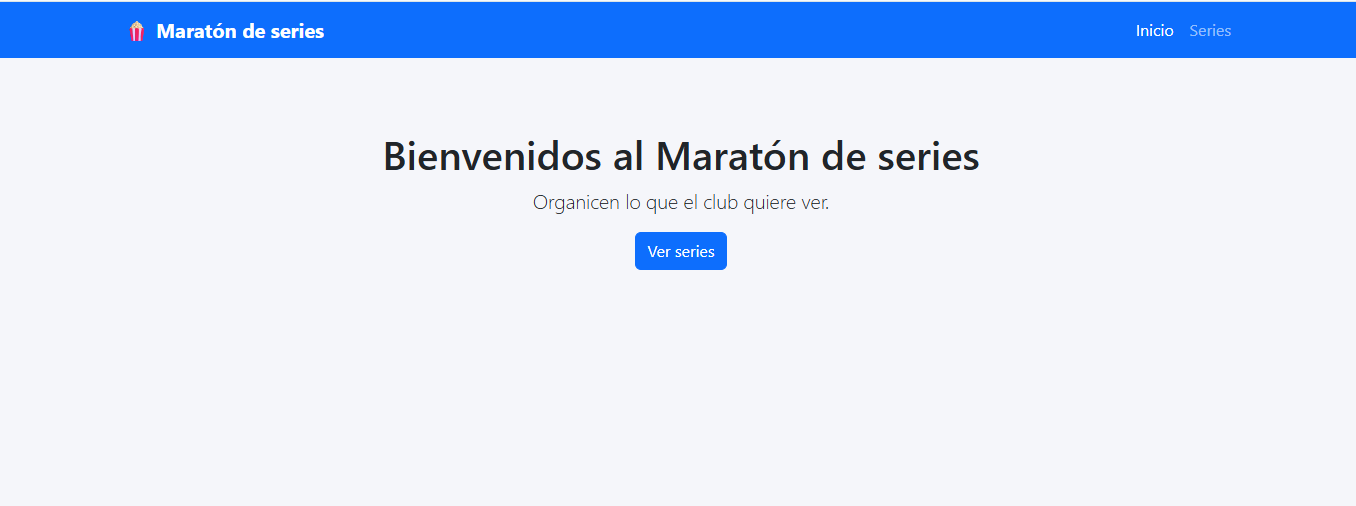 🍿 Maratón de series
Inicio Series
Bienvenidos al Maratón de series
Organicen lo que el club quiere ver.
Ver series